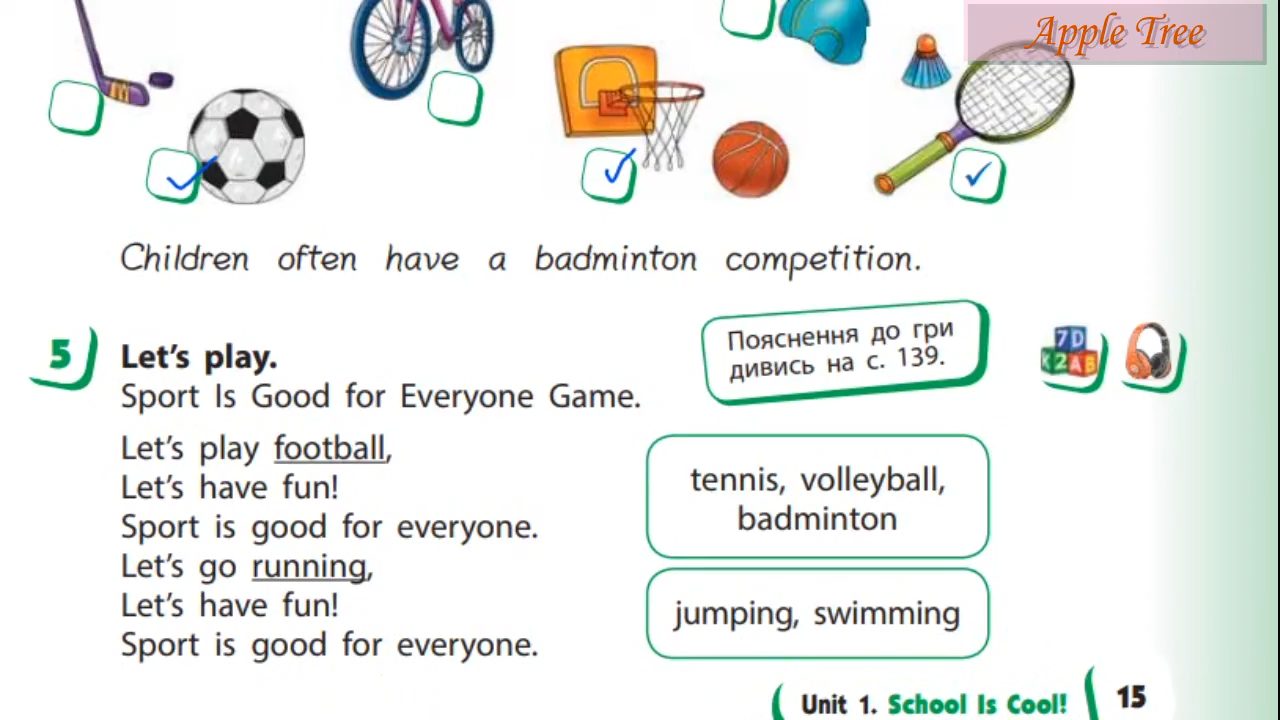 Apple Tree
Children often have a badminton competition.
5
Let's play.
Sport Is Good for Everyone Game.
Пояснення до гри
дивись на с. 139.
7D
K2AB
Let's play football,
Let's have fun!
Sport is good for everyone.
Let's go running,
Let's have fun!
Sport is good for everyone.
tennis, volleyball,
badminton
jumping, swimming
Unit 1. School Is Cool!
15